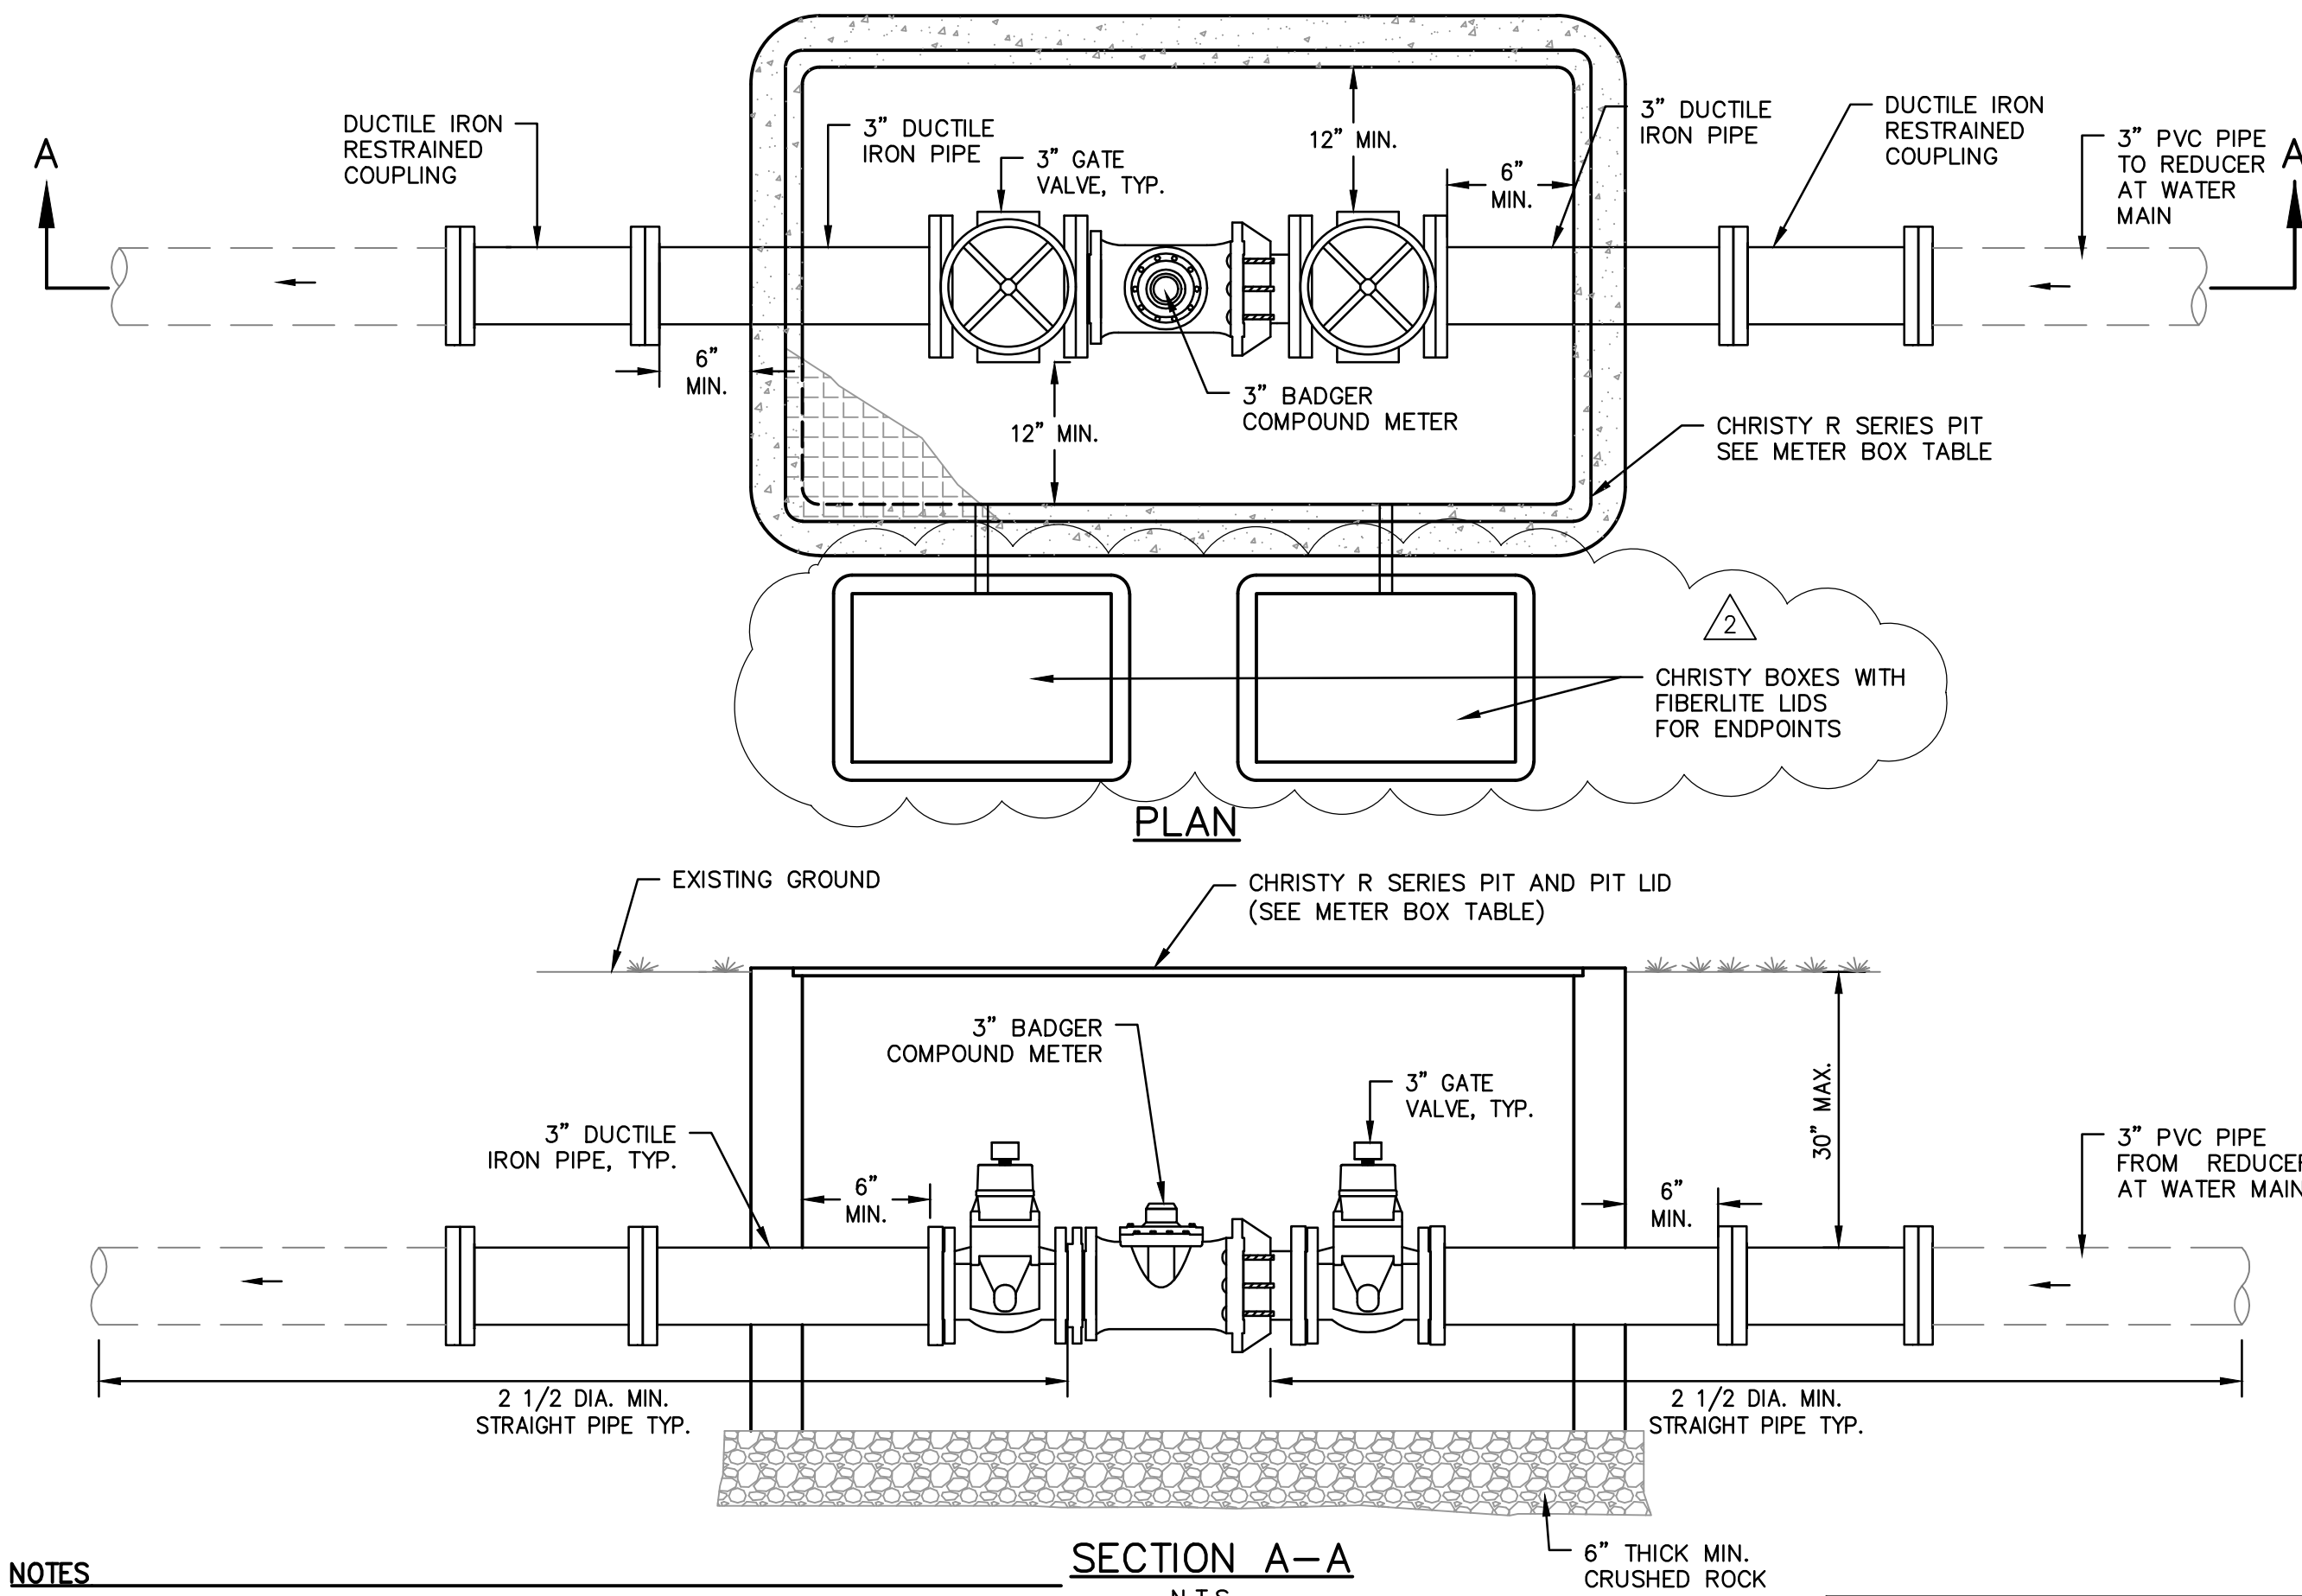 A
DUCTILE IRON
RESTRAINED
COUPLING
3" DUCTILE
IRON PIPE
3" GATE
VALVE, TYP.
12" MIN.
3" DUCTILE
IRON PIPE
6"
MIN.
DUCTILE IRON
RESTRAINED
COUPLING
3" PVC PIPE
TO REDUCER
AT WATER
MAIN
A
6"
MIN.
12" MIN.
3" BADGER
COMPOUND METER
CHRISTY R SERIES PIT
SEE METER BOX TABLE
2
CHRISTY BOXES WITH
FIBERLITE LIDS
FOR ENDPOINTS
PLAN
EXISTING GROUND
CHRISTY R SERIES PIT AND PIT LID
(SEE METER BOX TABLE)
3" BADGER
COMPOUND METER
3" GATE
VALVE, TYP.
30" MAX.
3" DUCTILE
IRON PIPE, TYP.
6"
MIN.
6"
MIN.
3" PVC PIPE
FROM REDUCER
AT WATER MAIN
2 1/2 DIA. MIN.
STRAIGHT PIPE TYP.
2 1/2 DIA. MIN.
STRAIGHT PIPE TYP.
6" THICK MIN.
CRUSHED ROCK
SECTION A-A
N.T.S.
NOTES